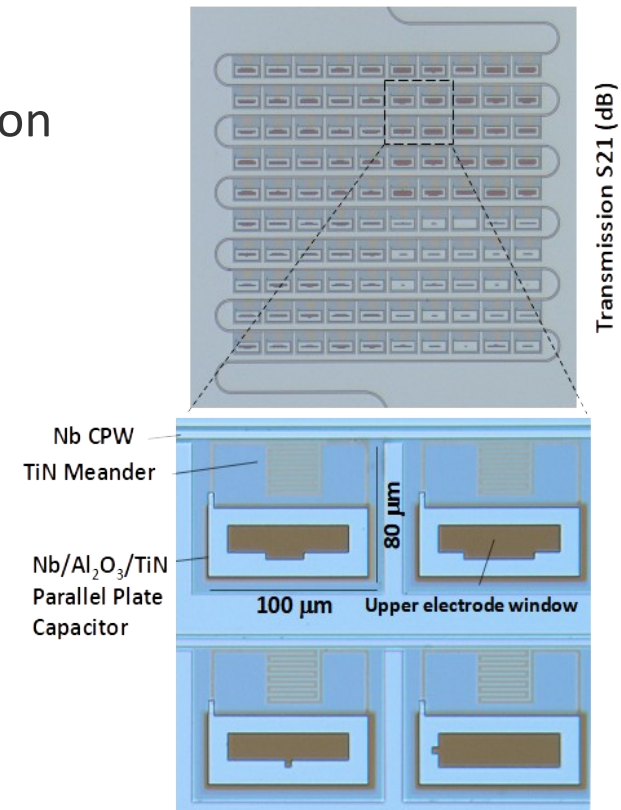 on
Transmission S21 (dB)
Nb CPW
TiN Meander
80 μm
Nb/Al₂O₃/TiN
Parallel Plate
Capacitor
100 μm
Upper electrode window